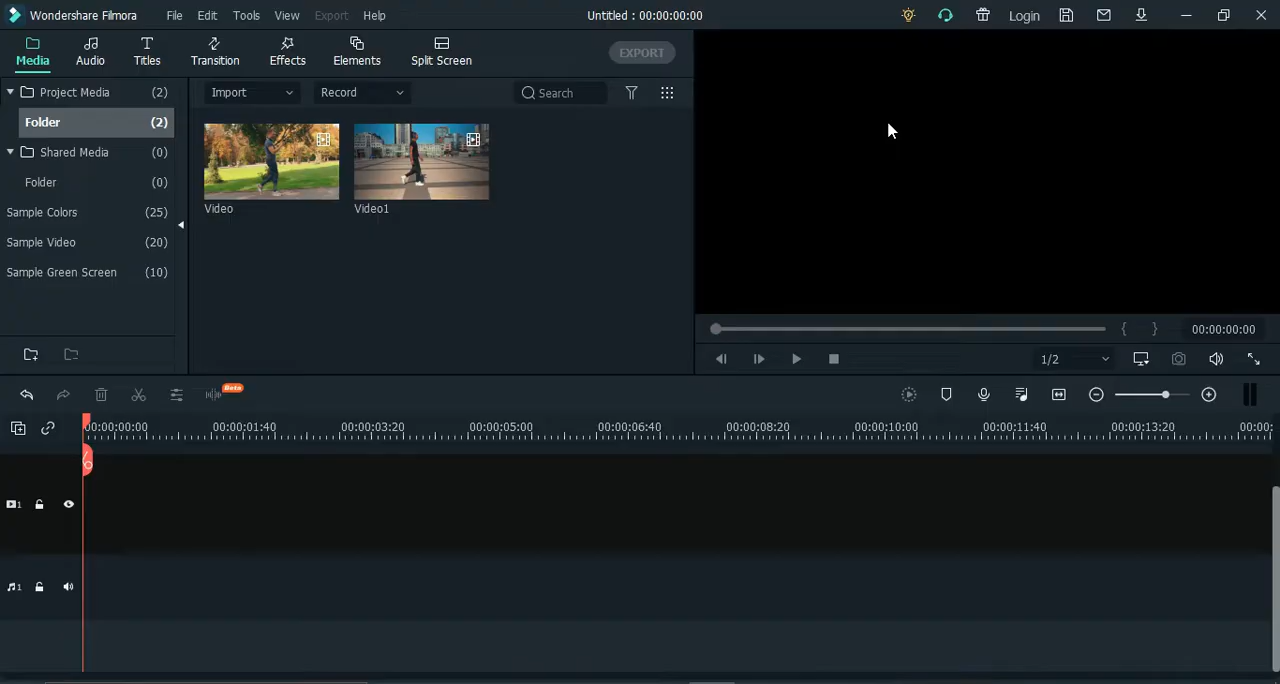 Wondershare Filmora File Edit Tools View Export Help Untitled : 00:00:00:00 Login
Media Audio Titles Transition Effects Elements Split Screen EXPORT
Project Media (2) Import Record Search
Folder (2)
Shared Media (0)
Folder (0)
Sample Colors (25)
Sample Video (20)
Sample Green Screen (10)
Video Video1
{ } 00:00:00:00
1/2
Beta
00:00:00:00 00:00:01:40 00:00:03:20 00:00:05:00 00:00:06:40 00:00:08:20 00:00:10:00 00:00:11:40 00:00:13:20 00:00:
1
1